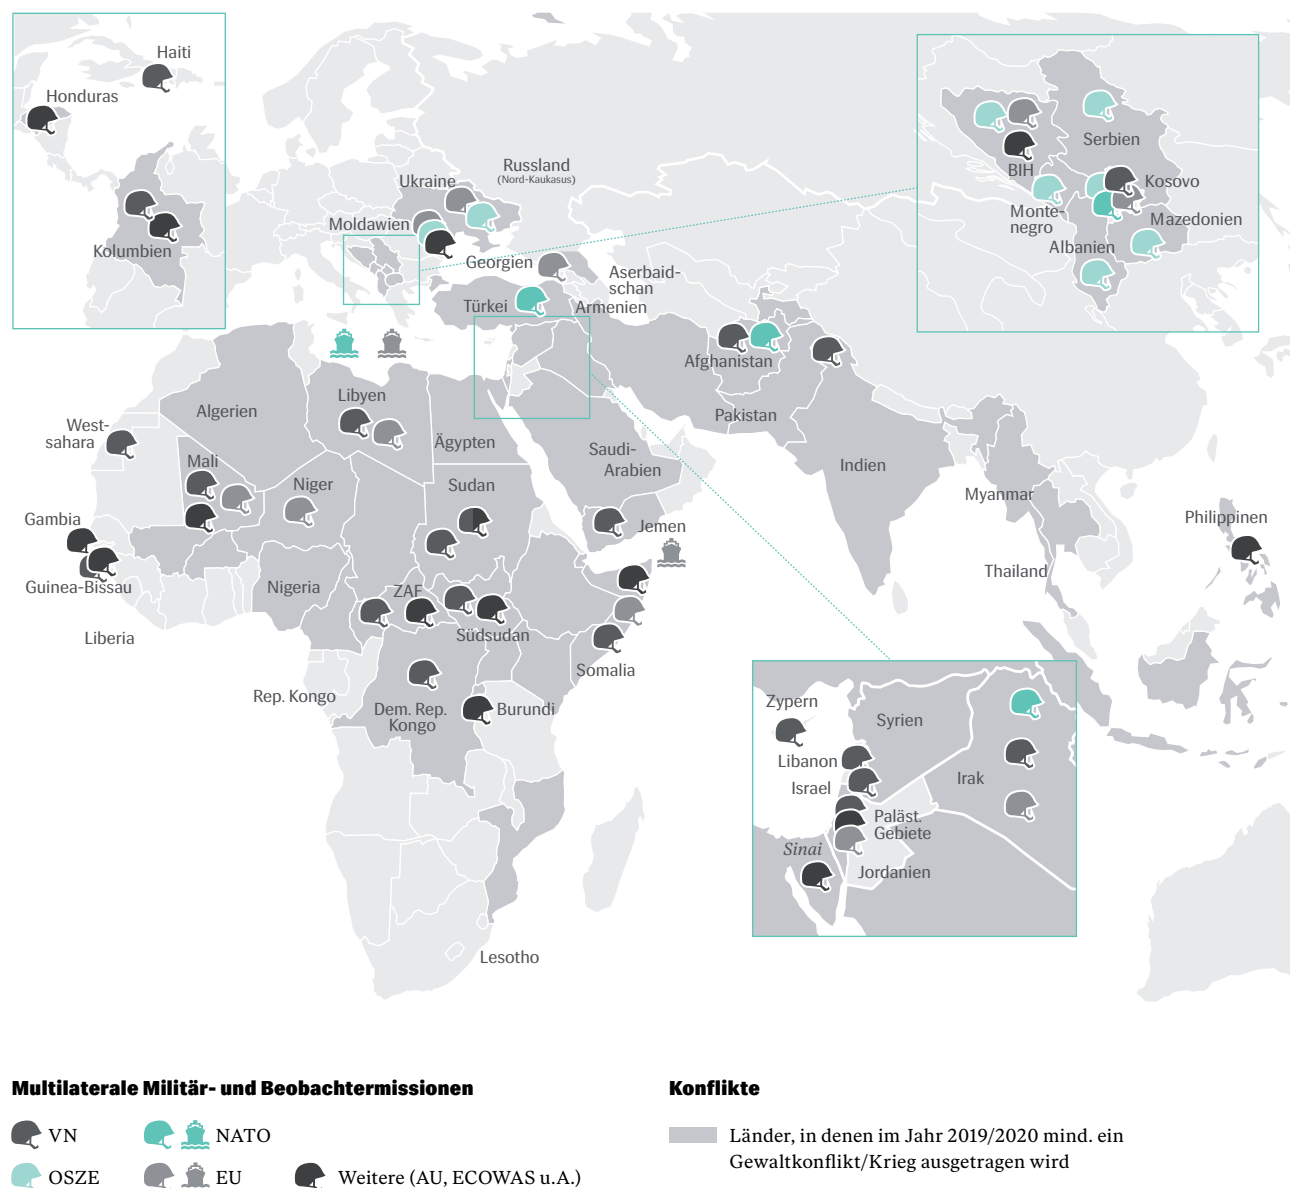 Haiti
Honduras
Kolumbien
Russland
(Nord-Kaukasus)
Ukraine
Moldawien
Georgien
Aserbaid-
schan
Türkei
Armenien
Serbien
BIH
Kosovo
Monte-
negro
Mazedonien
Albanien
Afghanistan
Pakistan
Indien
Myanmar
Thailand
Philippinen
Algerien
Libyen
Ägypten
West-
sahara
Mali
Niger
Sudan
Saudi-
Arabien
Jemen
Gambia
Guinea-Bissau
Nigeria
ZAF
Südsudan
Liberia
Somalia
Rep. Kongo
Dem. Rep.
Kongo
Burundi
Lesotho
Zypern
Syrien
Libanon
Israel
Irak
Paläst.
Gebiete
Sinai
Jordanien
Multilaterale Militär- und Beobachtermissionen
VN
NATO
OSZE
EU
Weitere (AU, ECOWAS u.A.)
Konflikte
Länder, in denen im Jahr 2019/2020 mind. ein
Gewaltkonflikt/Krieg ausgetragen wird